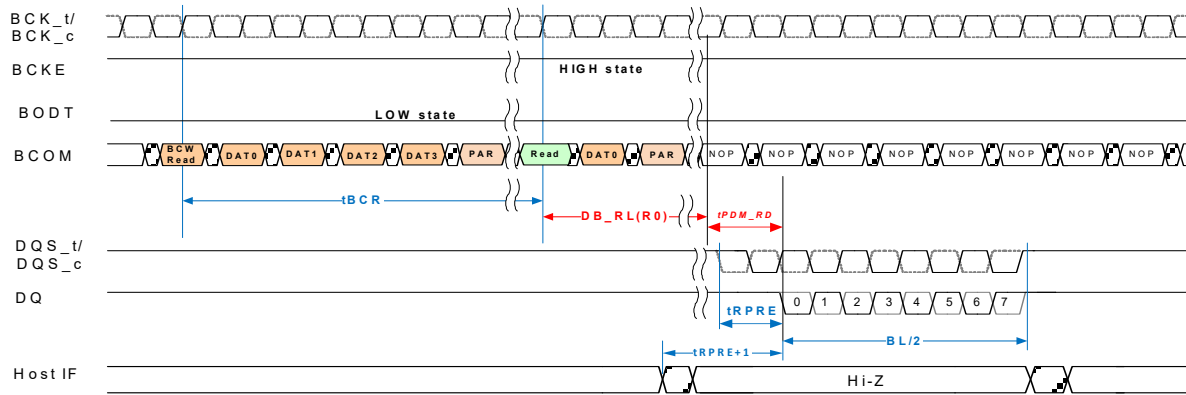 BCK_t/
BCK_c
BCKE HIGH state
BODT LOW state
BCOM BCW Read DAT0 DAT1 DAT2 DAT3 PAR Read DAT0 PAR NOP NOP NOP NOP NOP NOP NOP NOP
tBCR DB_RL(R0) tPDM_RD
DQS_t/
DQS_c
DQ 0 1 2 3 4 5 6 7
tRPRE
tRPRE+1 BL/2
Host IF Hi-Z